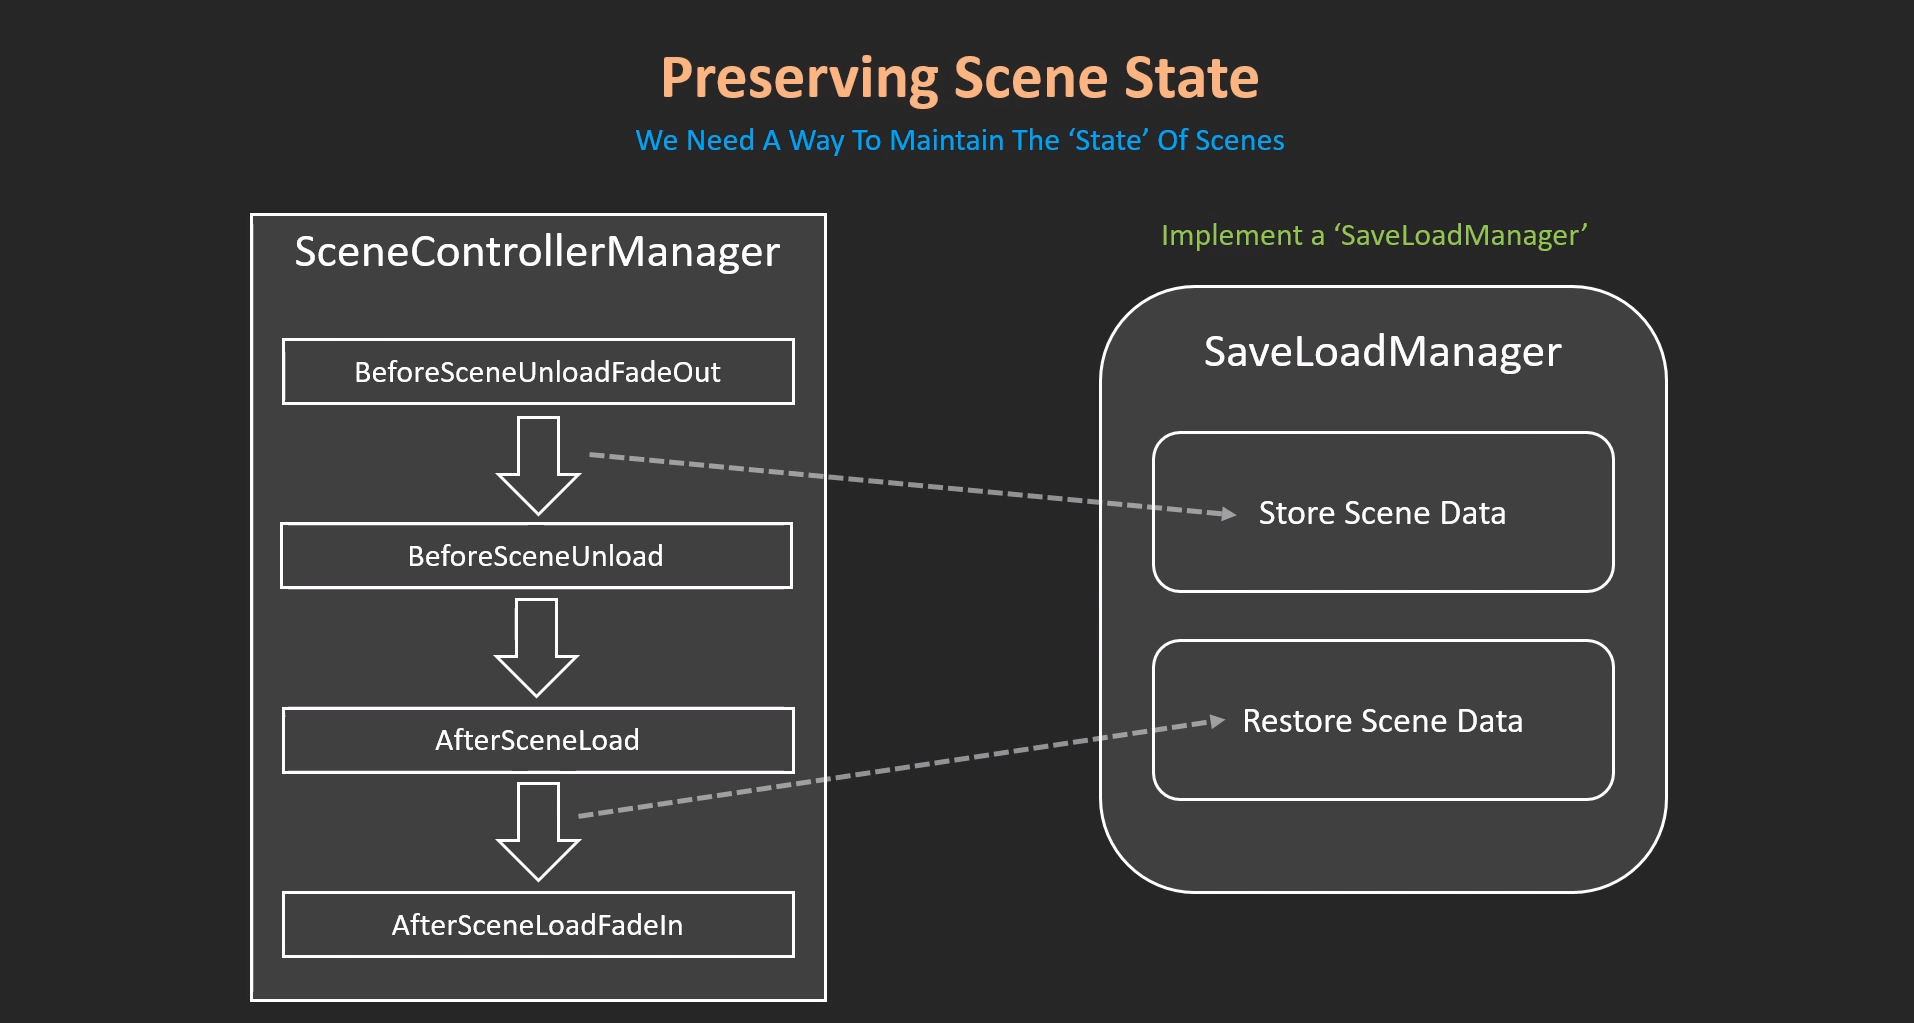 Preserving Scene State
We Need A Way To Maintain The ‘State’ Of Scenes
SceneControllerManager
BeforeSceneUnloadFadeOut
BeforeSceneUnload
AfterSceneLoad
AfterSceneLoadFadeIn
Implement a ‘SaveLoadManager’
SaveLoadManager
Store Scene Data
Restore Scene Data